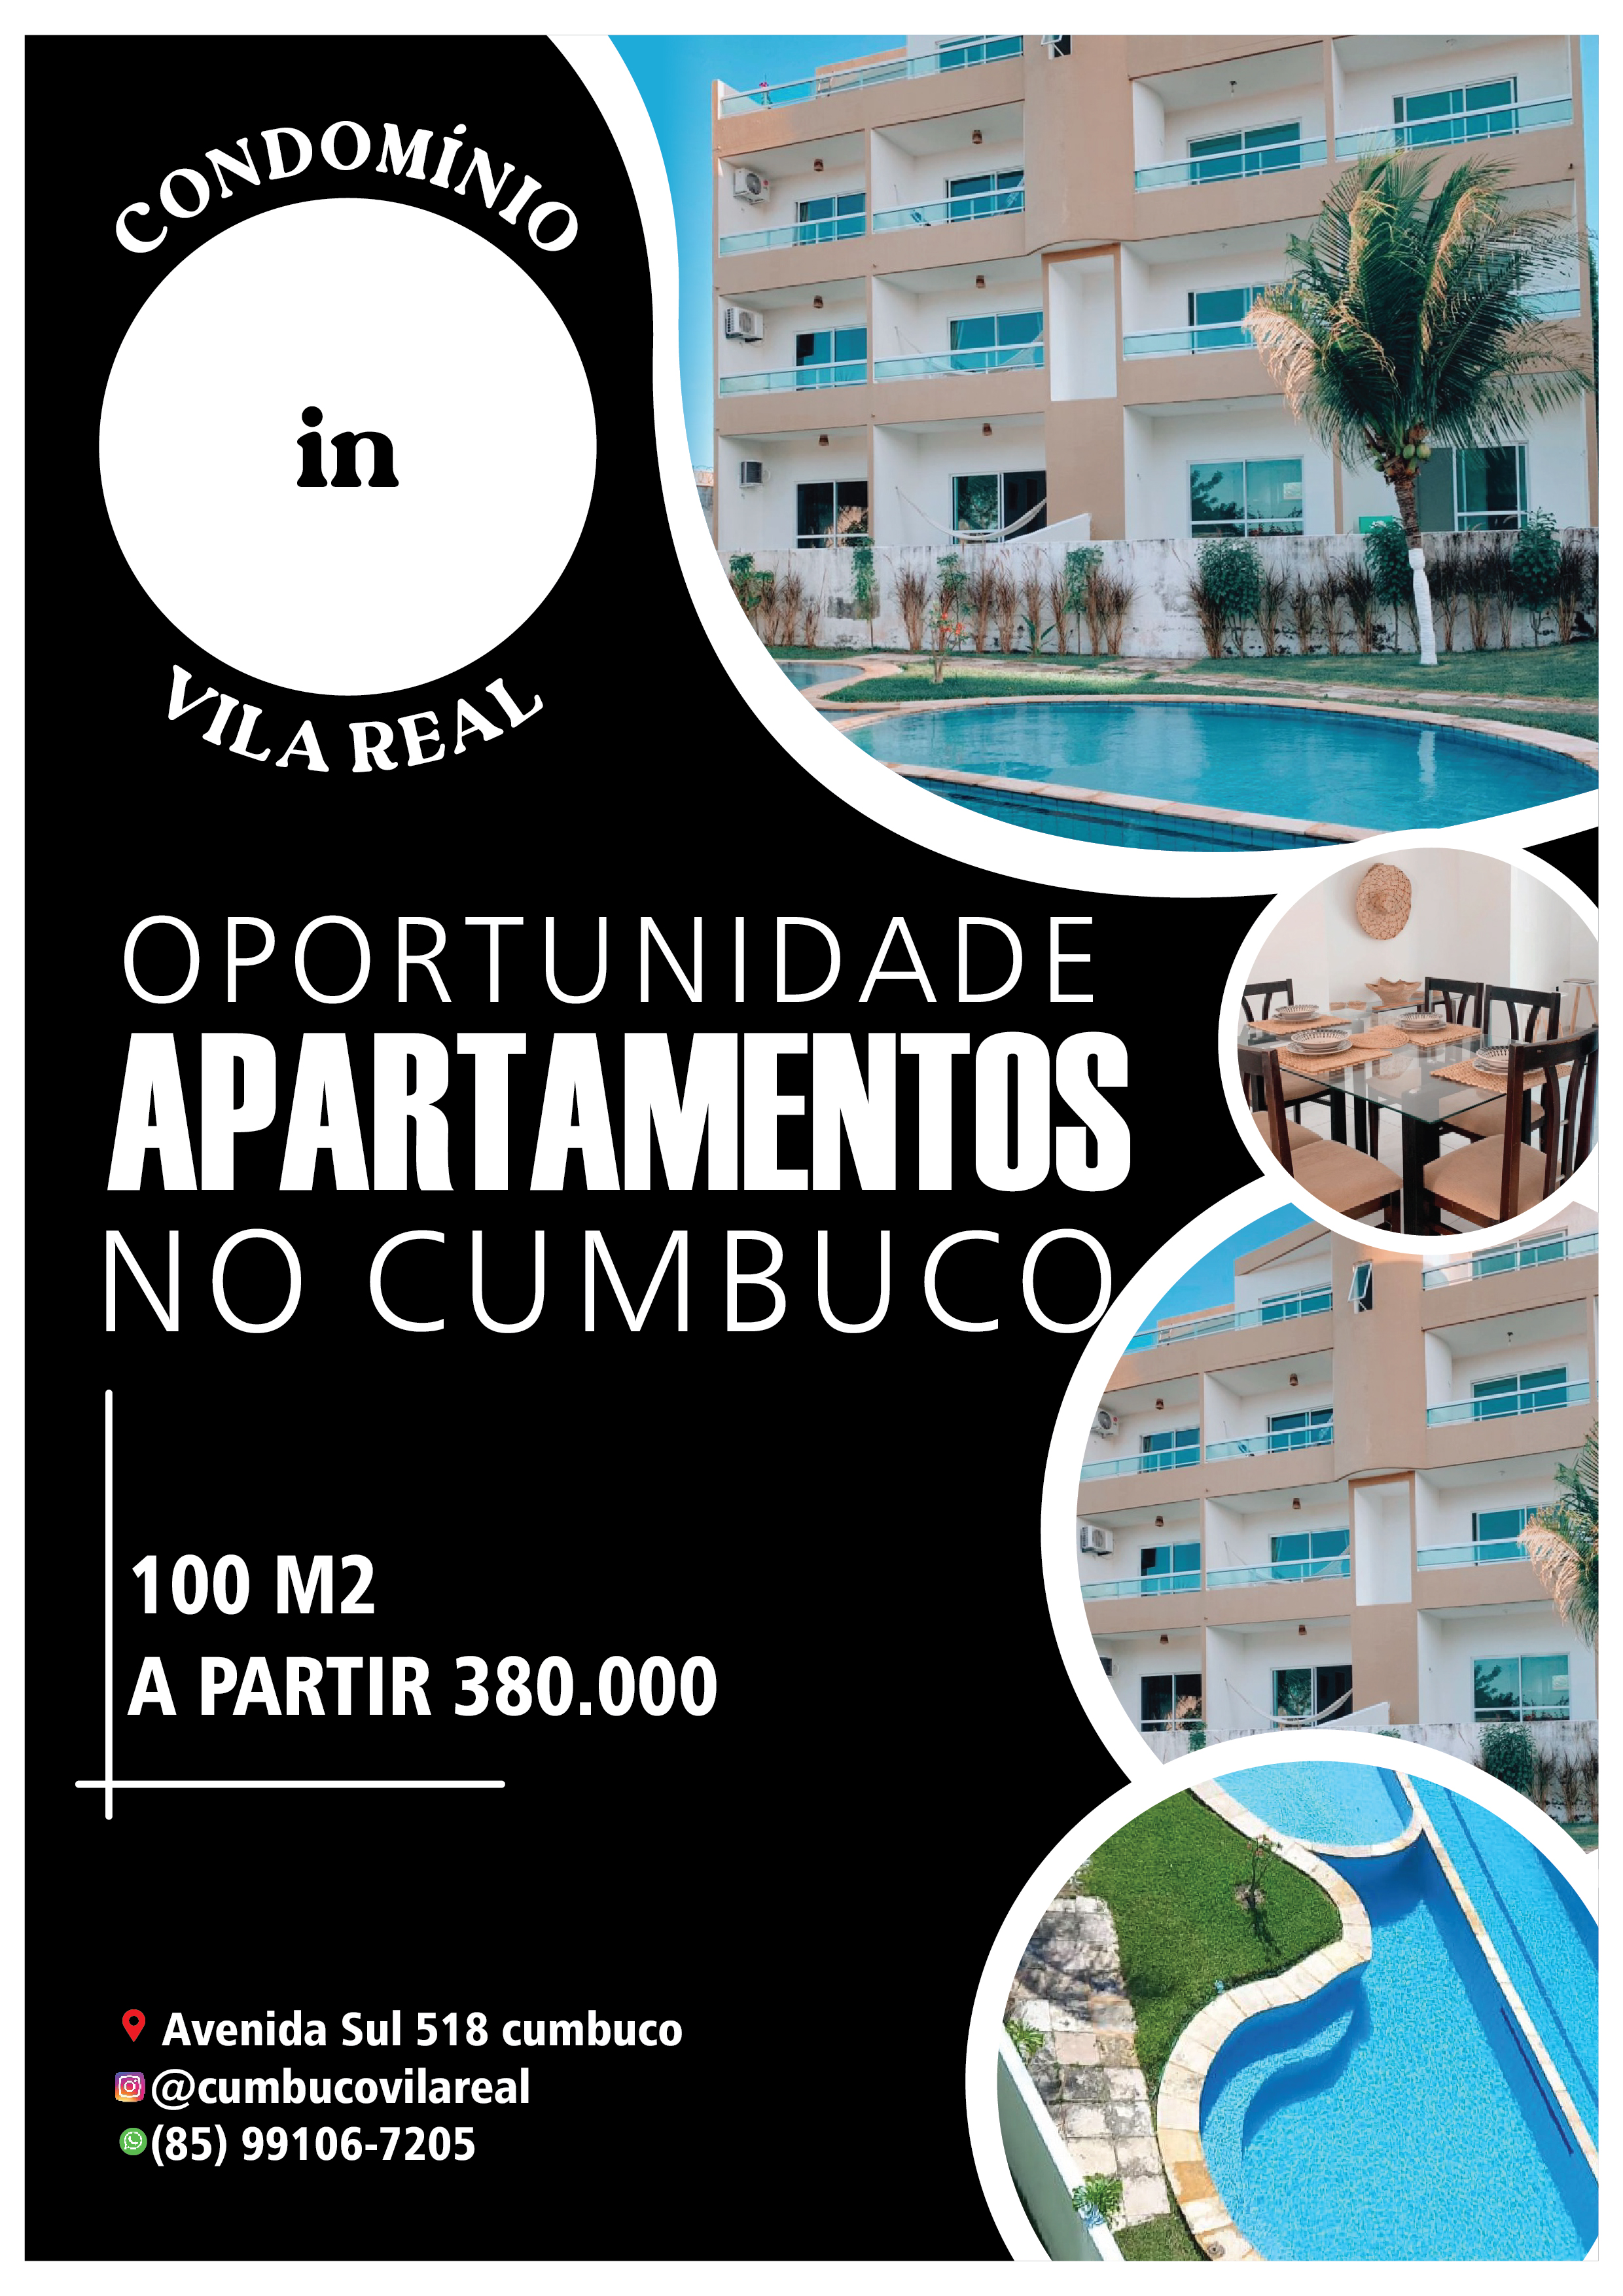 CONDOMÍNIO
in
VILA REAL
OPORTUNIDADE
APARTAMENTOS
NO CUMBUCO
100 M2
A PARTIR 380.000
Avenida Sul 518 cumbuco
@cumbucovilareal
(85) 99106-7205